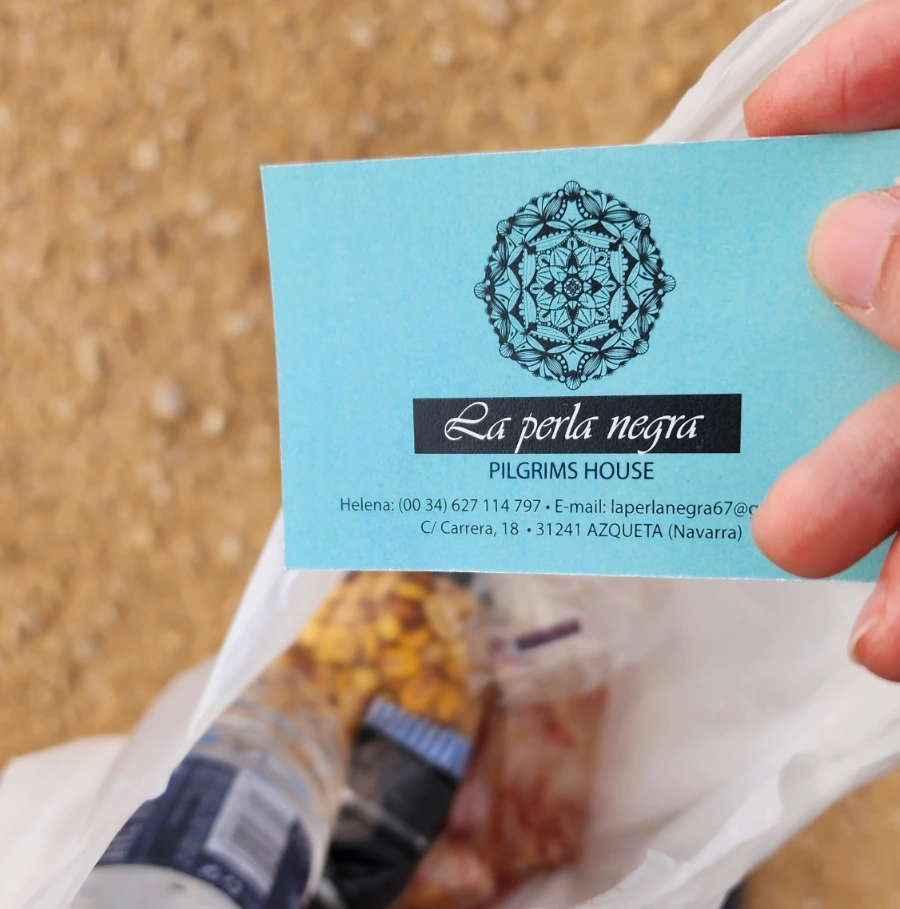 La perla negra
PILGRIMS HOUSE
Helena: (00 34) 627 114 797 • E-mail: laperlanegra67@g
C/ Carrera, 18 • 31241 AZQUETA (Navarra)